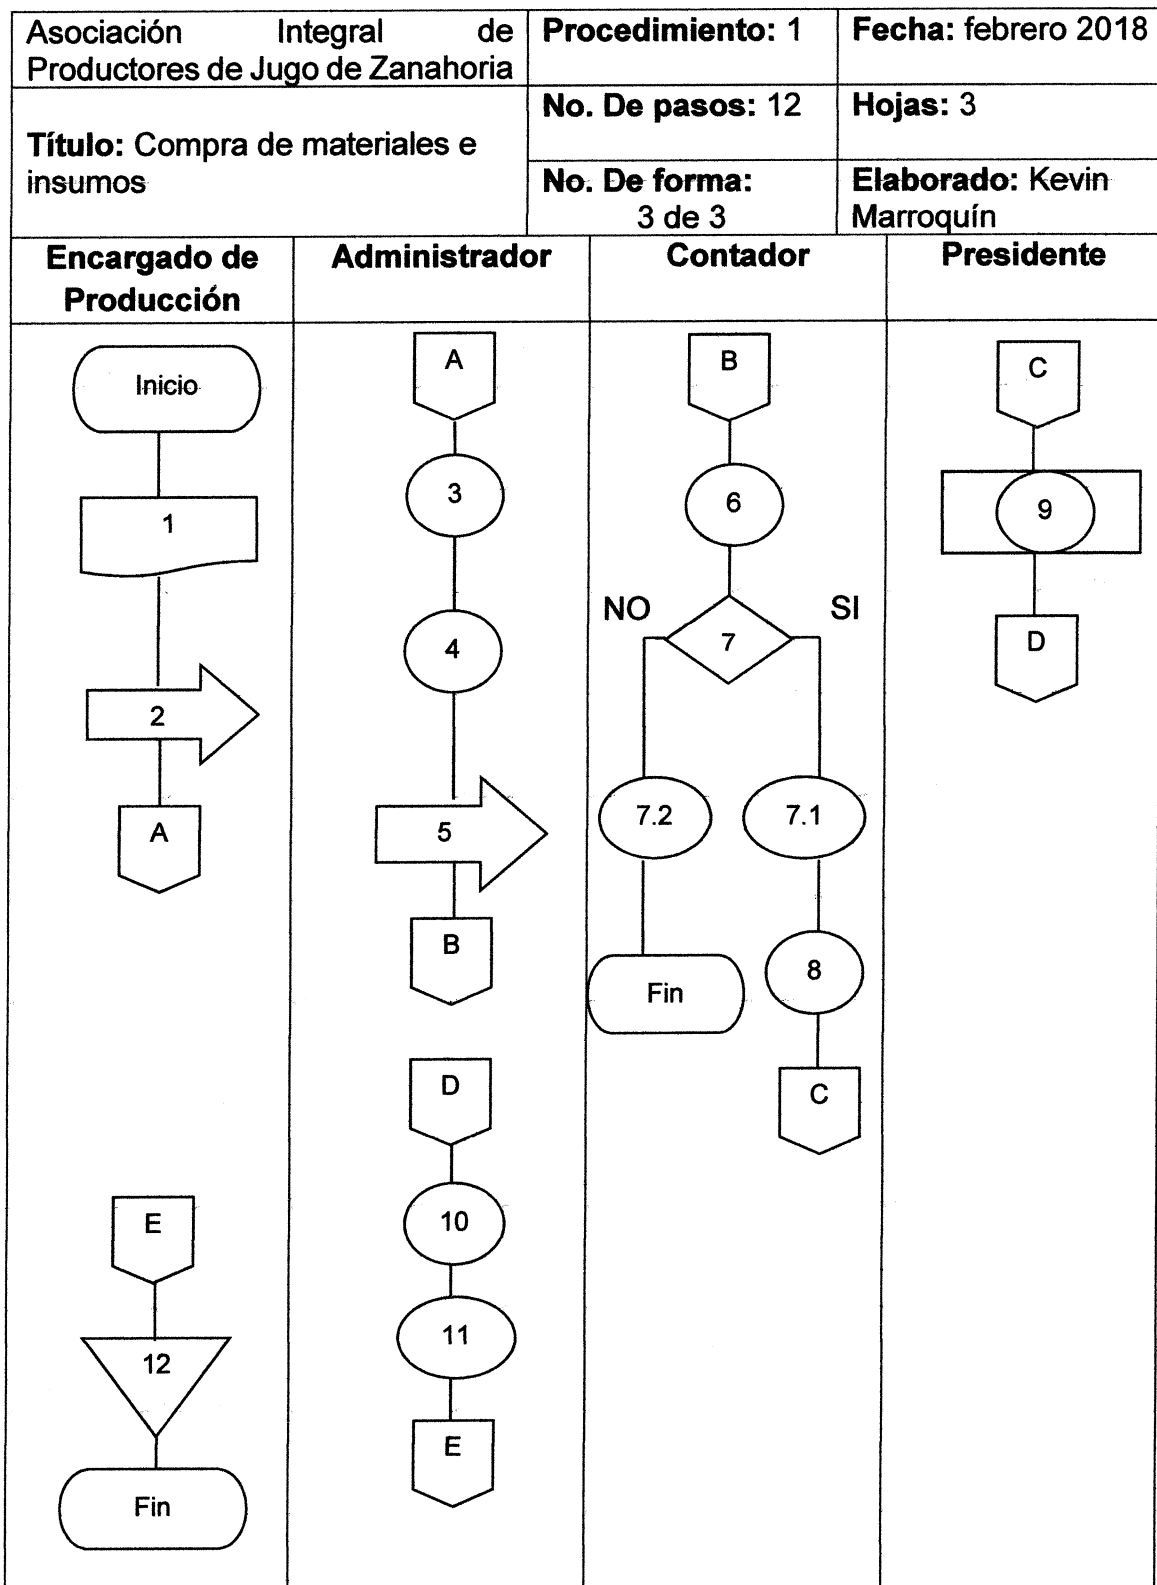 Asociación Integral de
Productores de Jugo de Zanahoria
Procedimiento: 1
Fecha: febrero 2018
Título: Compra de materiales e
insumos
No. De pasos: 12
Hojas: 3
No. De forma:
3 de 3
Elaborado: Kevin
Marroquín
Encargado de
Producción
Administrador
Contador
Presidente
Inicio
1
2
A
E
12
Fin
A
3
4
5
B
D
10
11
E
B
6
NO
7
SI
7.2
7.1
Fin
8
C
C
9
D